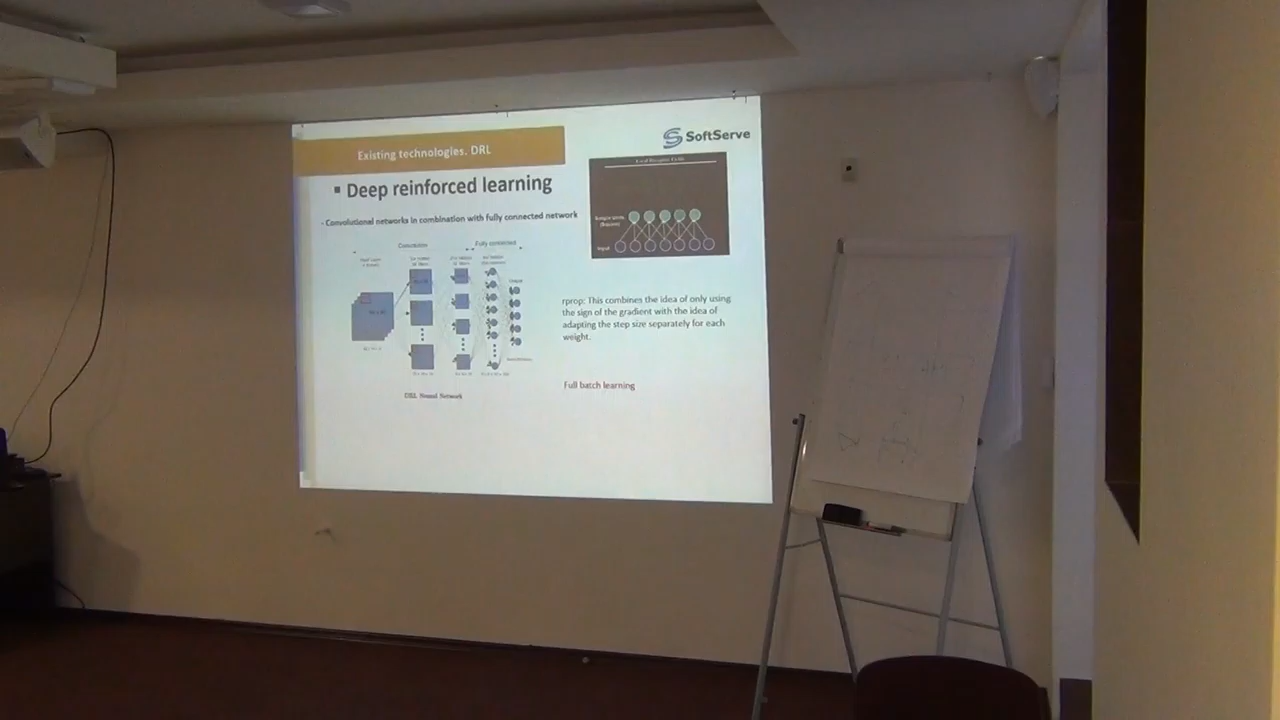 Existing technologies. DRL
SoftServe
▪ Deep reinforced learning
- Convolutional networks in combination with fully connected network
Convolution
Fully connected
Input
rprop: This combines the idea of only using
the sign of the gradient with the idea of
adapting the step size separately for each
weight.
Full batch learning
DRL Neural Network